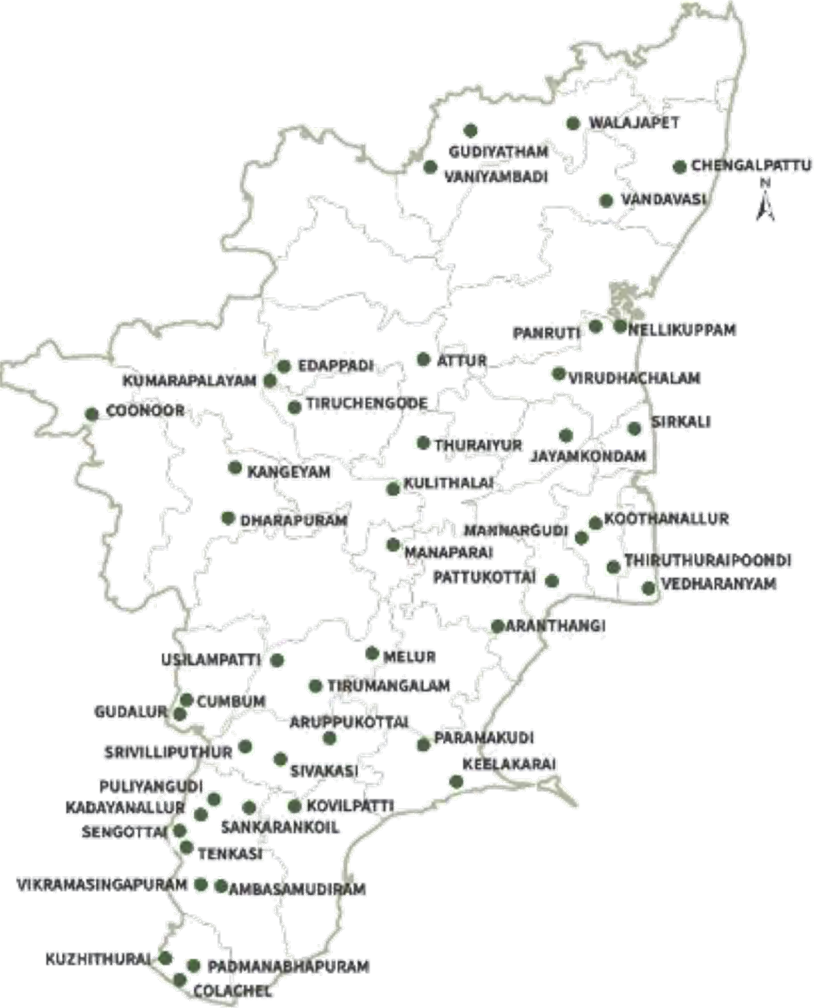 WALAJAPET
GUDIYATHAM
VANIYAMBADI
CHENGALPATTU
N
VANDAVASI
PANRUTI
NELLIKUPPAM
ATTUR
EDAPPADI
KUMARAPALAYAM
VIRUDHACHALAM
TIRUCHENGODE
COONOOR
SIRKALI
THURAIYUR
JAYAMKONDAM
KANGEYAM
KULITHALAI
DHARAPURAM
KOOTHANALLUR
MANNARGUDI
MANAPARAI
THIRUTHURAIPOONDI
PATTUKOTTAI
VEDHARANYAM
ARANTHANGI
USILAMPATTI
MELUR
TIRUMANGALAM
CUMBUM
GUDALUR
ARUPPUKOTTAI
PARAMAKUDI
SRIVILLIPUTHUR
KEELAKARAI
SIVAKASI
PULIYANGUDI
KADAYANALLUR
KOVILPATTI
SANKARANKOIL
SENGOTTAI
TENKASI
VIKRAMASINGAPURAM
AMBASAMUDIRAM
KUZHITHURAI
PADMANABHAPURAM
COLACHEL